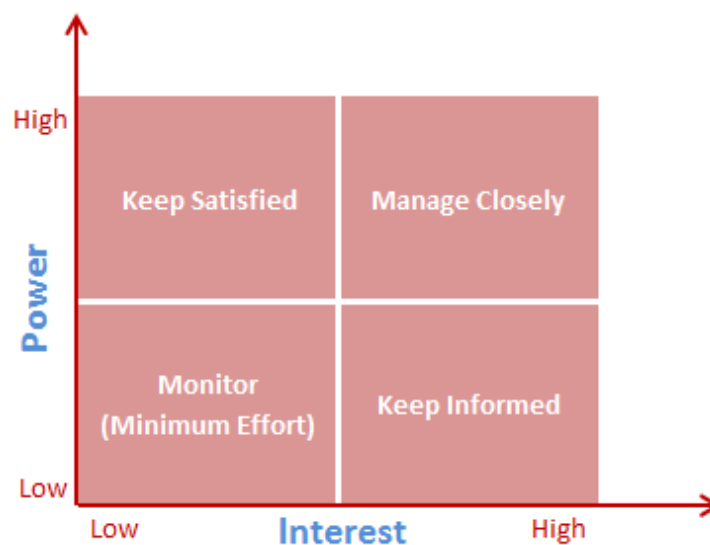 High
Keep Satisfied
Manage Closely
Power
Monitor
(Minimum Effort)
Keep Informed
Low
Low
Interest
High